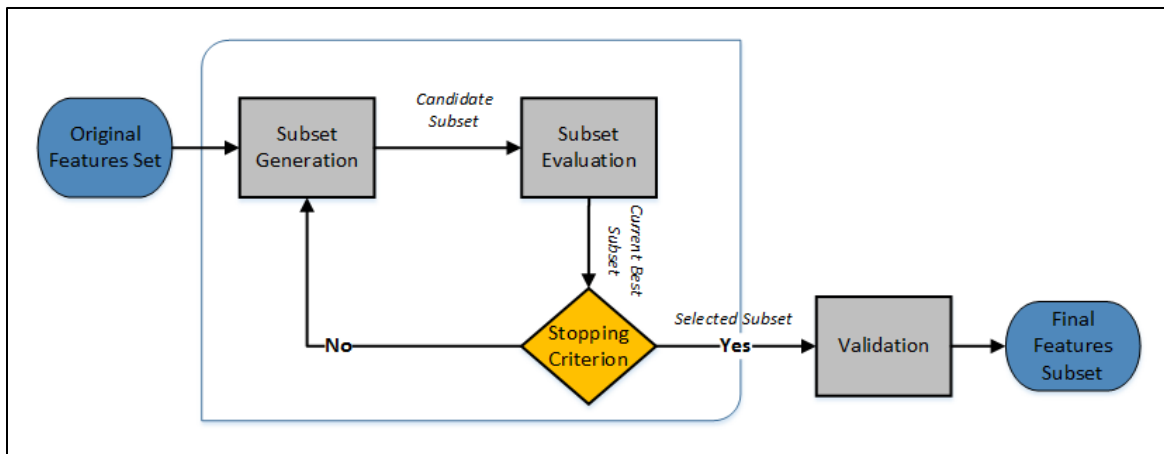 Original
Features Set
Subset
Generation
Candidate
Subset
Subset
Evaluation
Current Best
Subset
Stopping
Criterion
No
Selected Subset
Yes
Validation
Final
Features
Subset